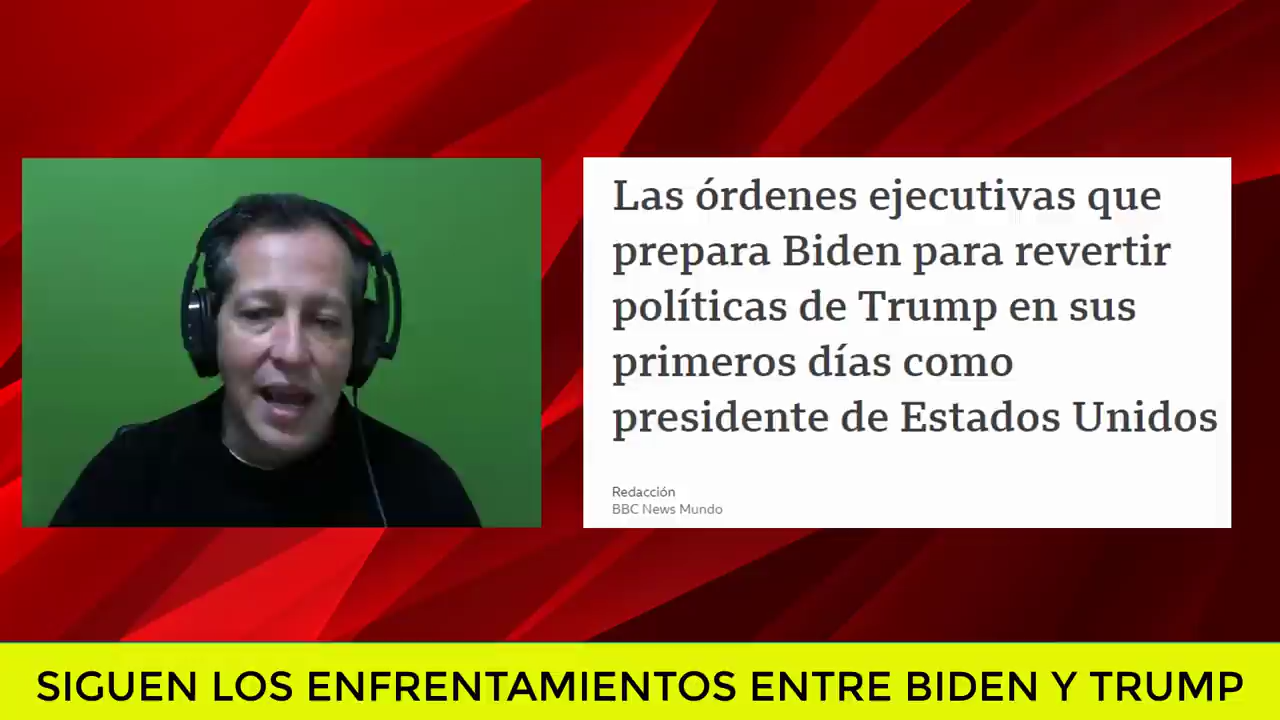 Las órdenes ejecutivas que
prepara Biden para revertir
políticas de Trump en sus
primeros días como
presidente de Estados Unidos
Redacción
BBC News Mundo
SIGUEN LOS ENFRENTAMIENTOS ENTRE BIDEN Y TRUMP